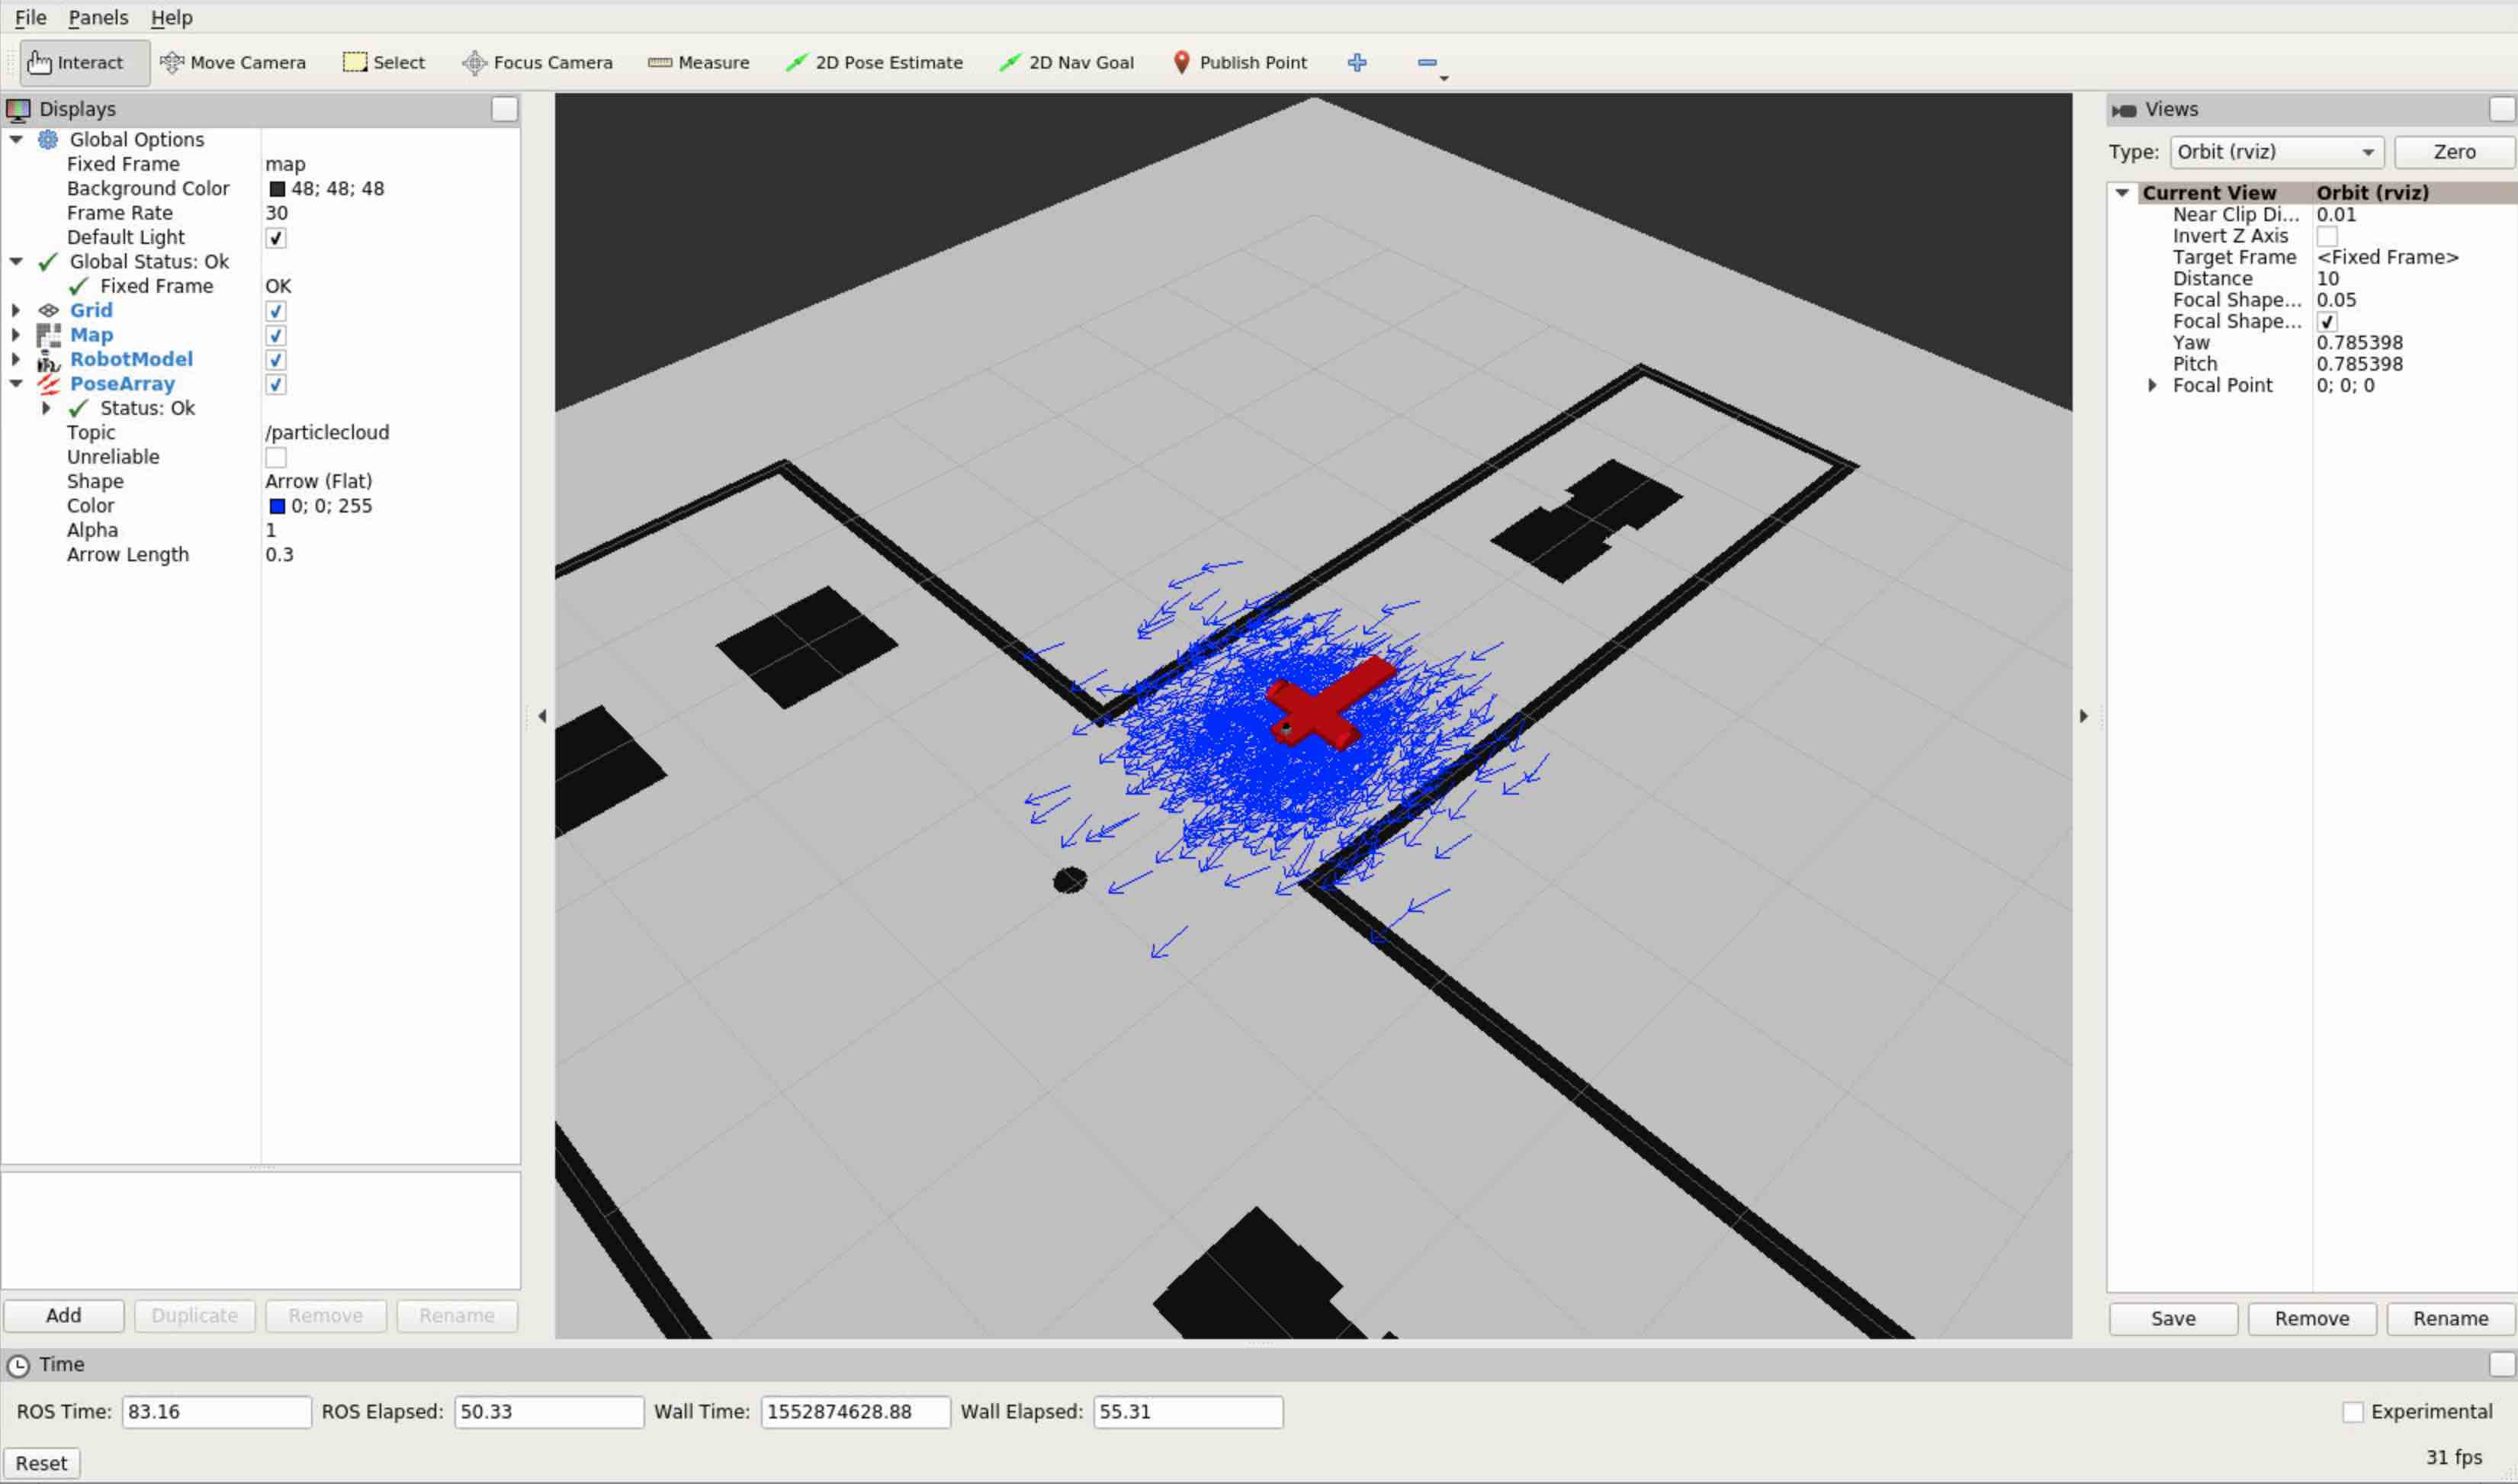 File Panels Help
Interact Move Camera Select Focus Camera Measure 2D Pose Estimate 2D Nav Goal Publish Point
Displays
Global Options
Fixed Frame map
Background Color 48; 48; 48
Frame Rate 30
Default Light
Global Status: Ok
Fixed Frame OK
Grid
Map
RobotModel
PoseArray
Status: Ok
Topic /particlecloud
Unreliable
Shape Arrow (Flat)
Color 0; 0; 255
Alpha 1
Arrow Length 0.3
Add Duplicate Remove Rename
Views
Type: Orbit (rviz) Zero
Current View Orbit (rviz)
Near Clip Di... 0.01
Invert Z Axis
Target Frame <Fixed Frame>
Distance 10
Focal Shape... 0.05
Focal Shape...
Yaw 0.785398
Pitch 0.785398
Focal Point 0; 0; 0
Save Remove Rename
Time
ROS Time: 83.16 ROS Elapsed: 50.33 Wall Time: 1552874628.88 Wall Elapsed: 55.31 Experimental
Reset 31 fps